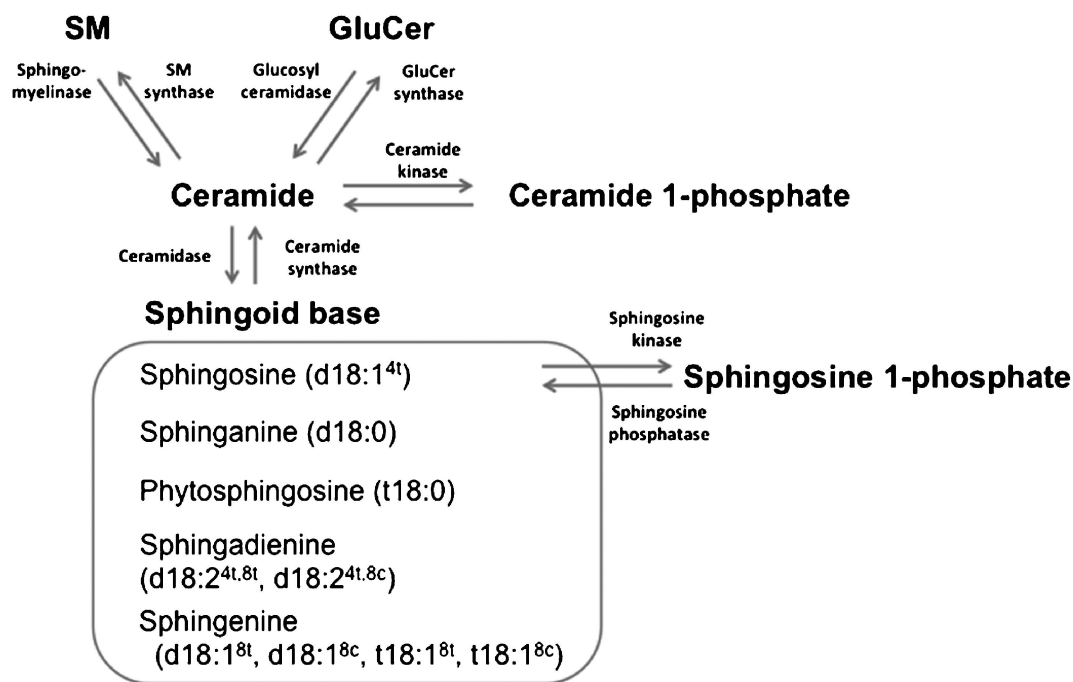 SM
GluCer
Sphingo-
myelinase
SM
synthase
Glucosyl
ceramidase
GluCer
synthase
Ceramide
kinase
Ceramide
Ceramide 1-phosphate
Ceramidase
Ceramide
synthase
Sphingoid base
Sphingosine
kinase
Sphingosine (d18:1⁴ᵗ)
Sphingosine 1-phosphate
Sphingosine
phosphatase
Sphinganine (d18:0)
Phytosphingosine (t18:0)
Sphingadienine
(d18:2⁴ᵗ·⁸ᵗ, d18:2⁴ᵗ·⁸ᶜ)
Sphingenine
(d18:1⁸ᵗ, d18:1⁸ᶜ, t18:1⁸ᵗ, t18:1⁸ᶜ)